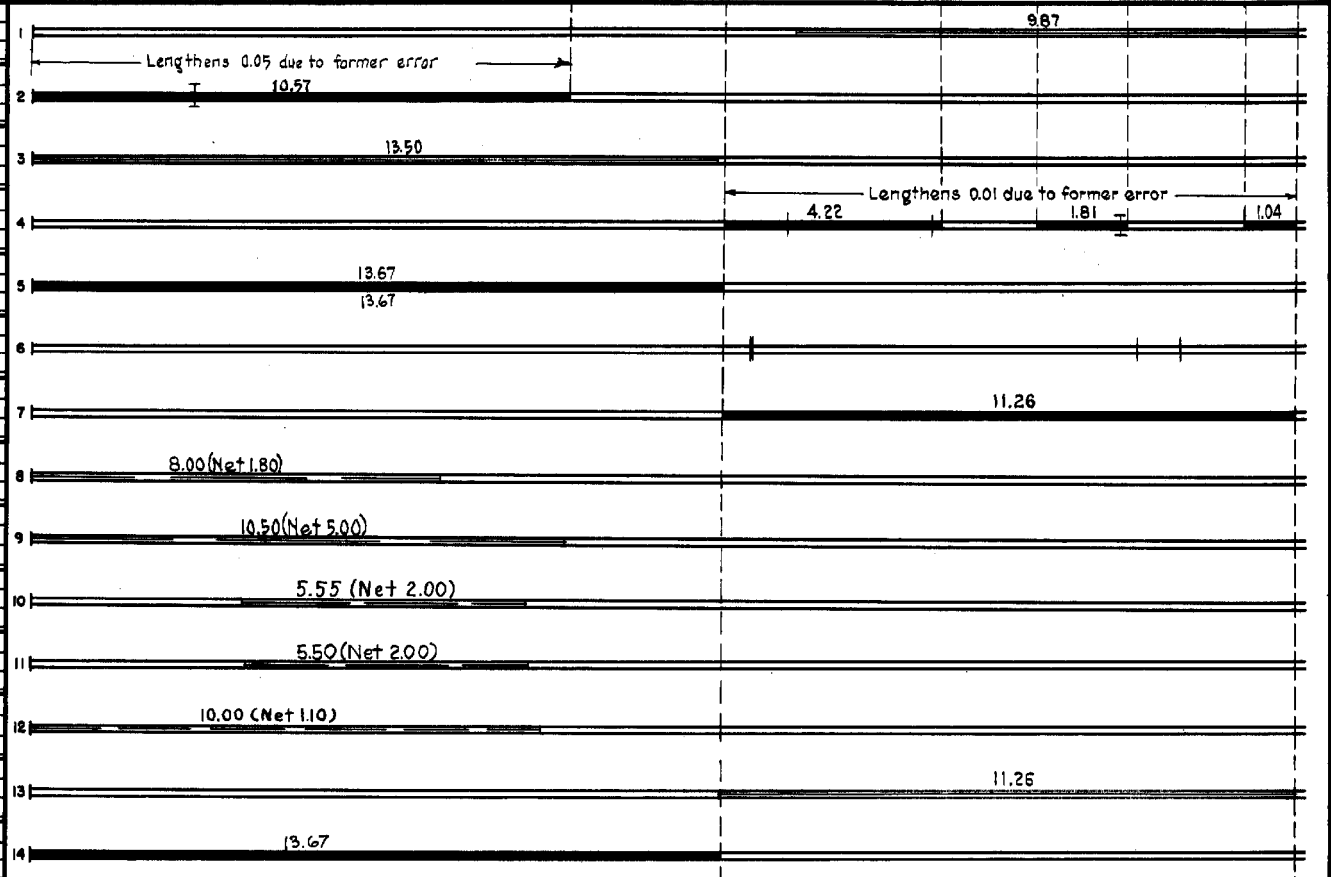 1 9.87
Lengthens 0.05 due to former error
2 10.57
3 13.50
Lengthens 0.01 due to former error
4 4.22 1.81 1.04
5 13.67
13.67
6
7 11.26
8 8.00 (Net 1.80)
9 10.50 (Net 5.00)
10 5.55 (Net 2.00)
11 5.50 (Net 2.00)
12 10.00 (Net 1.10)
13 11.26
14 13.67